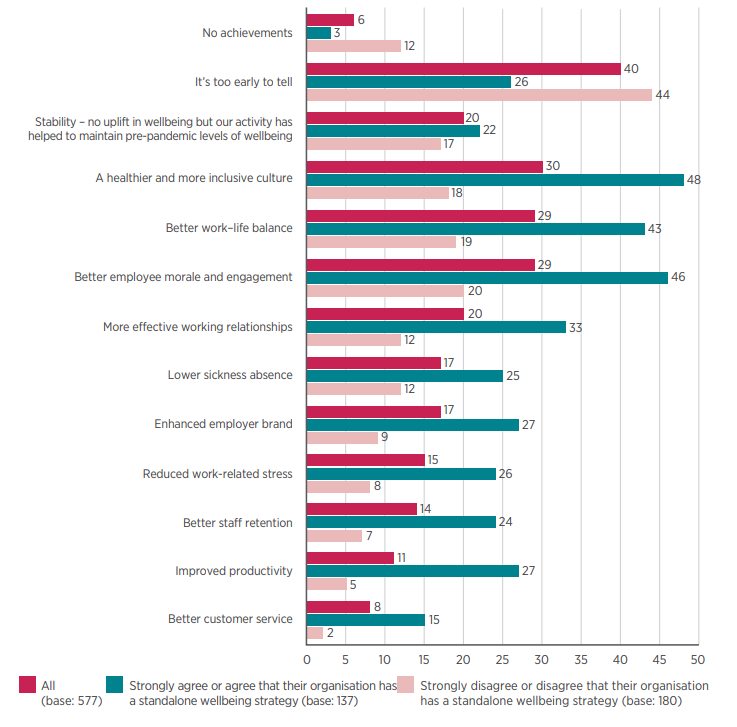 No achievements
6
3
12
It's too early to tell
40
26
44
Stability – no uplift in wellbeing but our activity has
helped to maintain pre-pandemic levels of wellbeing
20
22
17
A healthier and more inclusive culture
30
48
18
Better work–life balance
29
43
19
Better employee morale and engagement
29
46
20
More effective working relationships
20
33
12
Lower sickness absence
17
25
12
Enhanced employer brand
17
27
9
Reduced work-related stress
15
26
8
Better staff retention
14
24
7
Improved productivity
11
27
5
Better customer service
8
15
2
0 5 10 15 20 25 30 35 40 45 50
All
(base: 577)
Strongly agree or agree that their organisation has
a standalone wellbeing strategy (base: 137)
Strongly disagree or disagree that their organisation
has a standalone wellbeing strategy (base: 180)